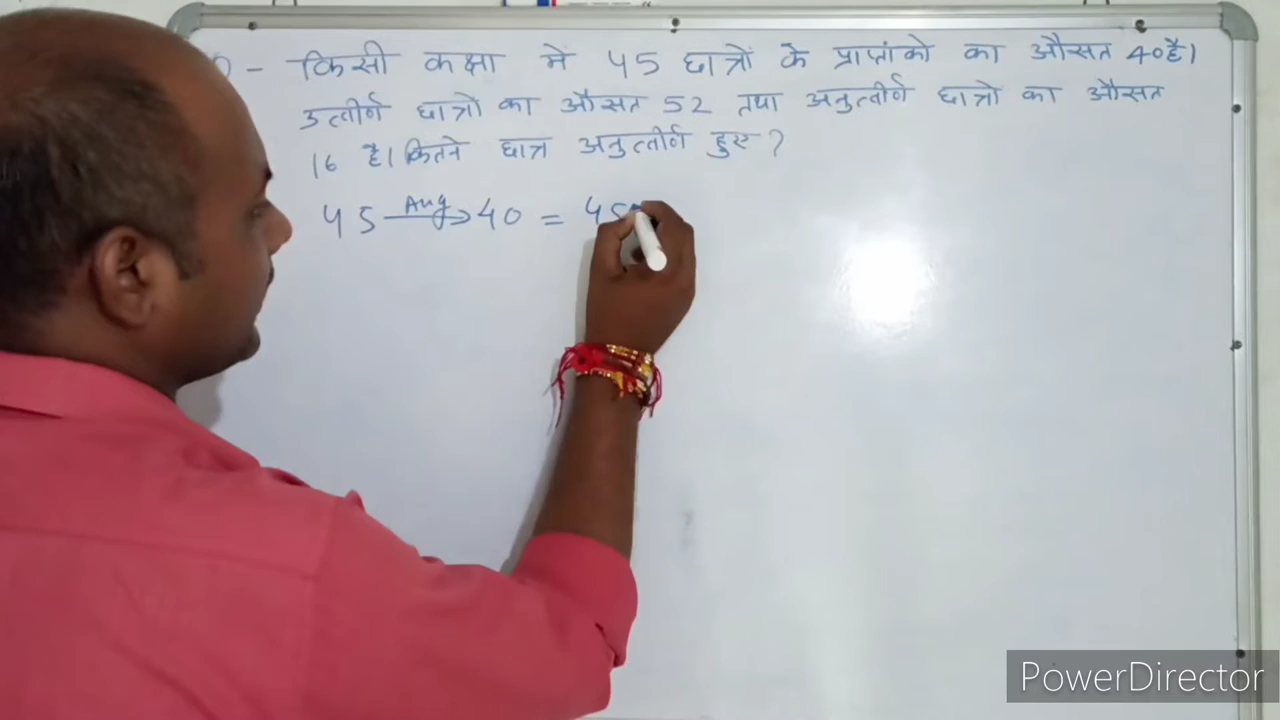 - किसी कक्षा मे 45 छात्रों के प्राप्तांको का औसत 40 है।
उत्तीर्ण छात्रो का औसत 52 तथा अनुत्तीर्ण छात्रो का औसत
16 है। कितने छात्र अनुत्तीर्ण हुए ?
45 Avg → 40 = 45
PowerDirector